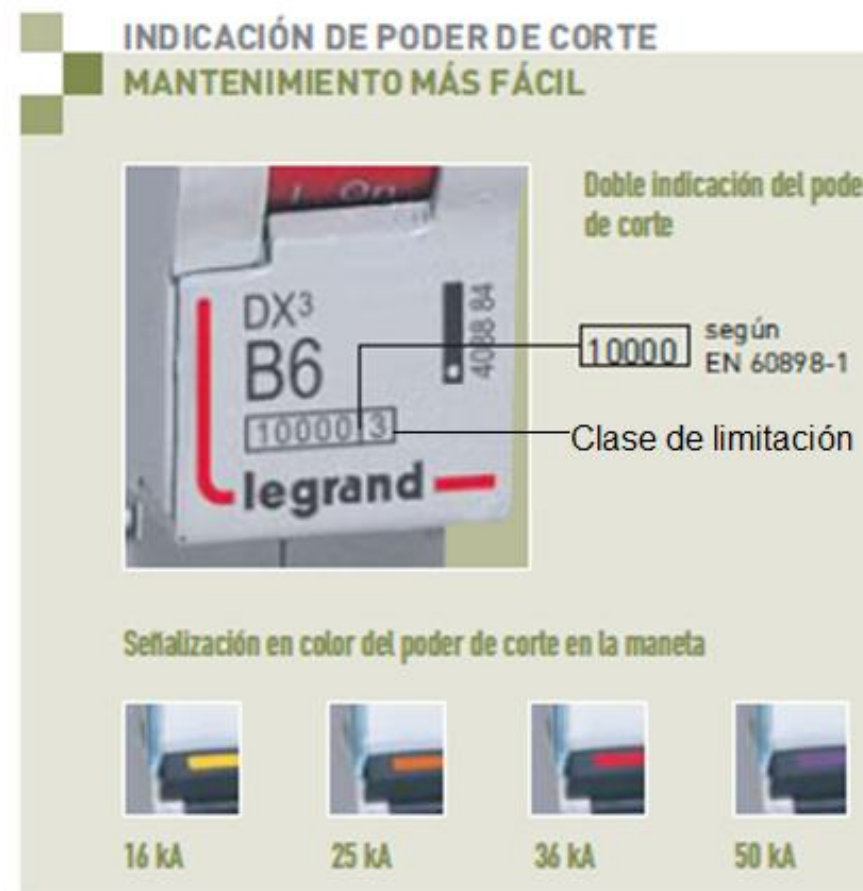 INDICACIÓN DE PODER DE CORTE
MANTENIMIENTO MÁS FÁCIL
Doble indicación del poder
de corte
I On
DX³
B6
4088 84
10000 3
legrand
10000
según
EN 60898-1
Clase de limitación
Señalización en color del poder de corte en la maneta
16 kA
25 kA
36 kA
50 kA